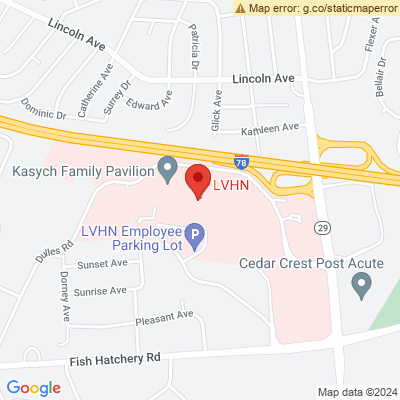 Map error: g.co/staticmaperror
Lincoln Ave
Patricia Dr
Flexer Ave
Lincoln Ave
Bellair Dr
Catherine Ave
Surrey Dr
Edward Ave
Dominic Dr
Glick Ave
Kathleen Ave
78
Kasych Family Pavilion
LVHN
LVHN Employee
Parking Lot
P
29
Dulles Rd
Sunset Ave
Cedar Crest Post Acute
Dorney Ave
Sunrise Ave
Pleasant Ave
Fish Hatchery Rd
Google
Map data ©2024